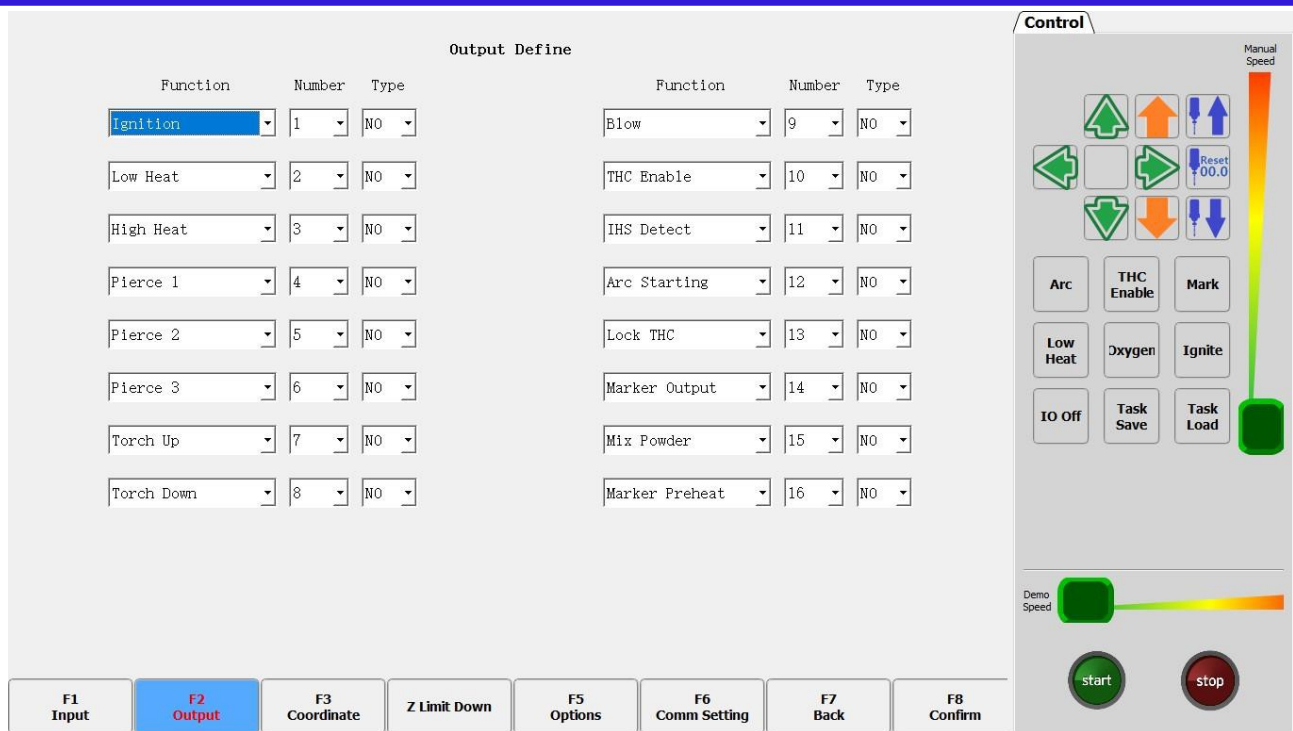 Control
Output Define
Manual
Speed
Function Number Type Function Number Type
Ignition 1 NO Blow 9 NO
Low Heat 2 NO THC Enable 10 NO
High Heat 3 NO IHS Detect 11 NO
Pierce 1 4 NO Arc Starting 12 NO
Pierce 2 5 NO Lock THC 13 NO
Pierce 3 6 NO Marker Output 14 NO
Torch Up 7 NO Mix Powder 15 NO
Torch Down 8 NO Marker Preheat 16 NO
Reset
00.0
Arc
THC
Enable
Mark
Low
Heat
Oxygen
Ignite
IO Off
Task
Save
Task
Load
Demo
Speed
start
stop
F1
Input
F2
Output
F3
Coordinate
Z Limit Down
F5
Options
F6
Comm Setting
F7
Back
F8
Confirm